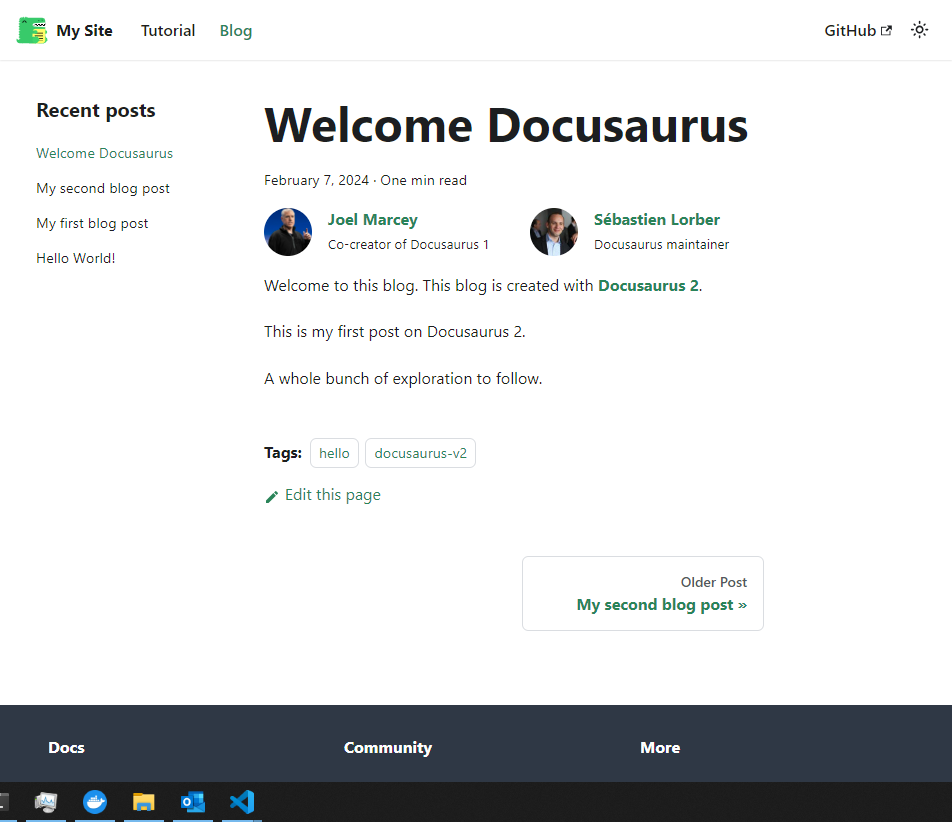 My Site Tutorial Blog GitHub
Recent posts
Welcome Docusaurus
My second blog post
My first blog post
Hello World!
Welcome Docusaurus
February 7, 2024 · One min read
Joel Marcey
Co-creator of Docusaurus 1
Sébastien Lorber
Docusaurus maintainer
Welcome to this blog. This blog is created with Docusaurus 2.
This is my first post on Docusaurus 2.
A whole bunch of exploration to follow.
Tags: hello docusaurus-v2
Edit this page
Older Post
My second blog post »
Docs Community More